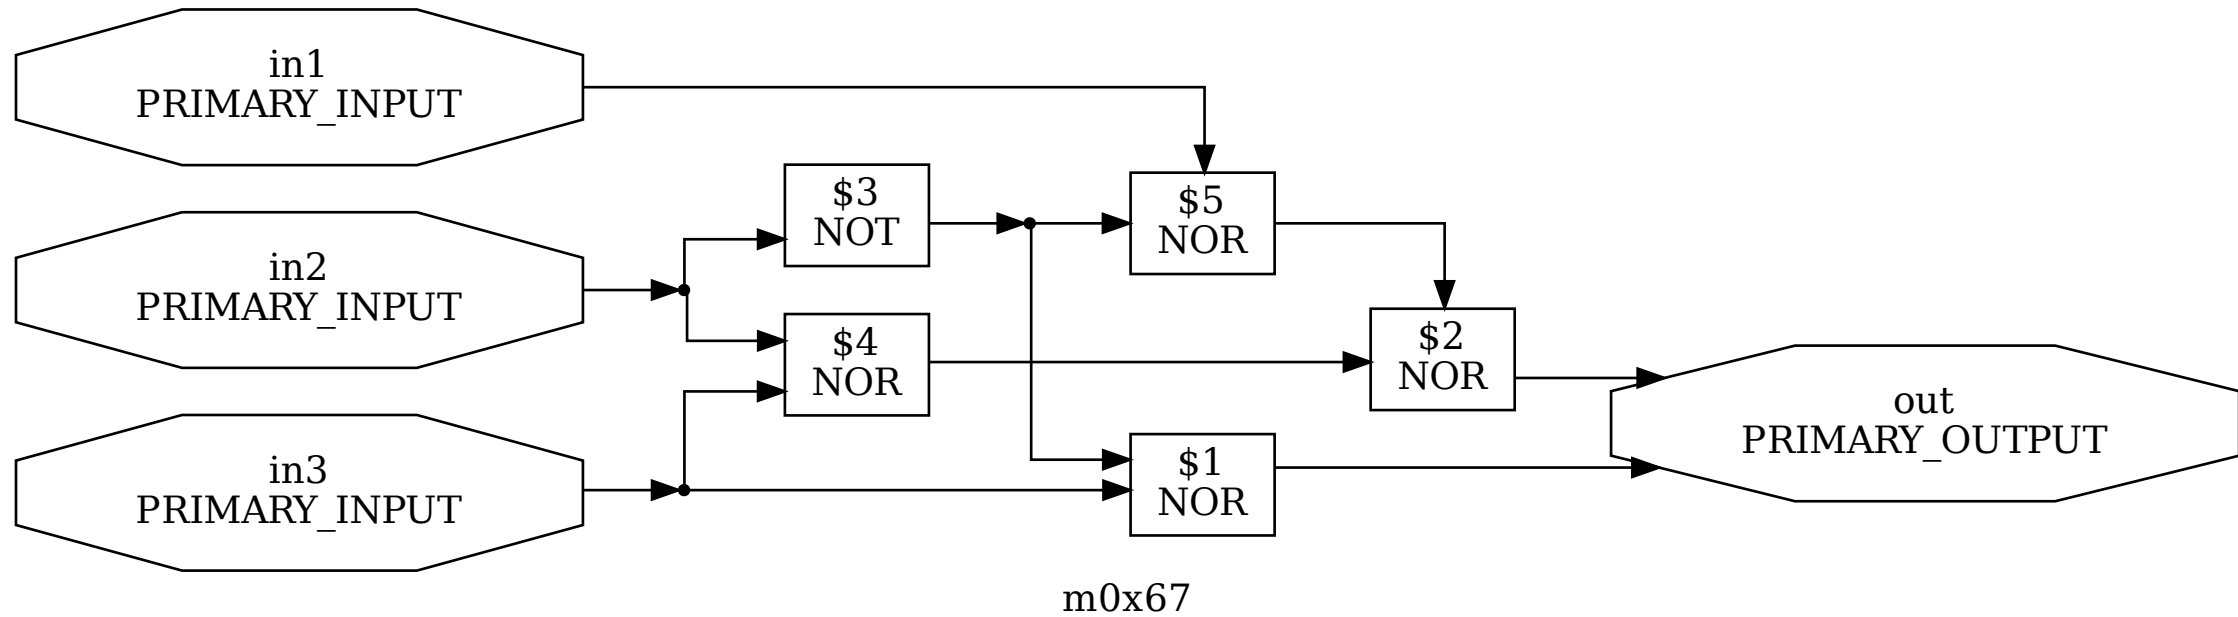 in1
PRIMARY_INPUT
in2
PRIMARY_INPUT
in3
PRIMARY_INPUT
$3
NOT
$4
NOR
$5
NOR
$1
NOR
$2
NOR
out
PRIMARY_OUTPUT
m0x67